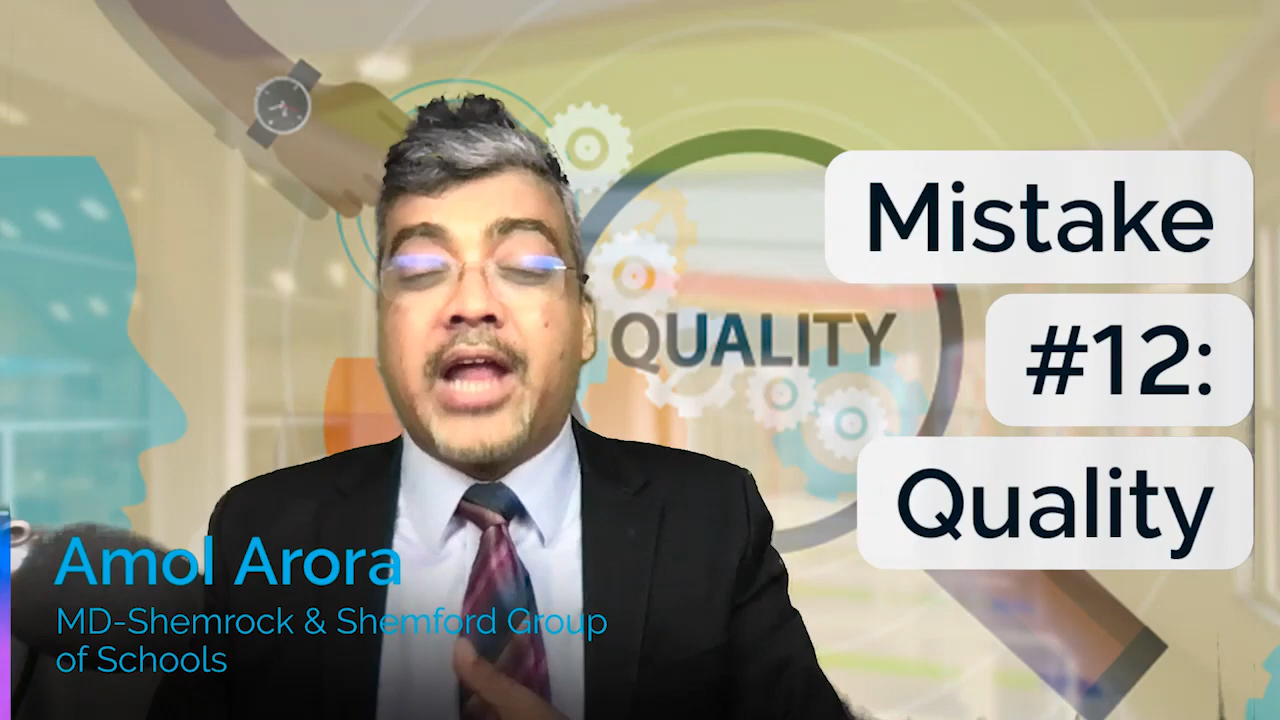 Mistake
#12:
Quality
QUALITY
Amol Arora
MD-Shemrock & Shemford Group
of Schools